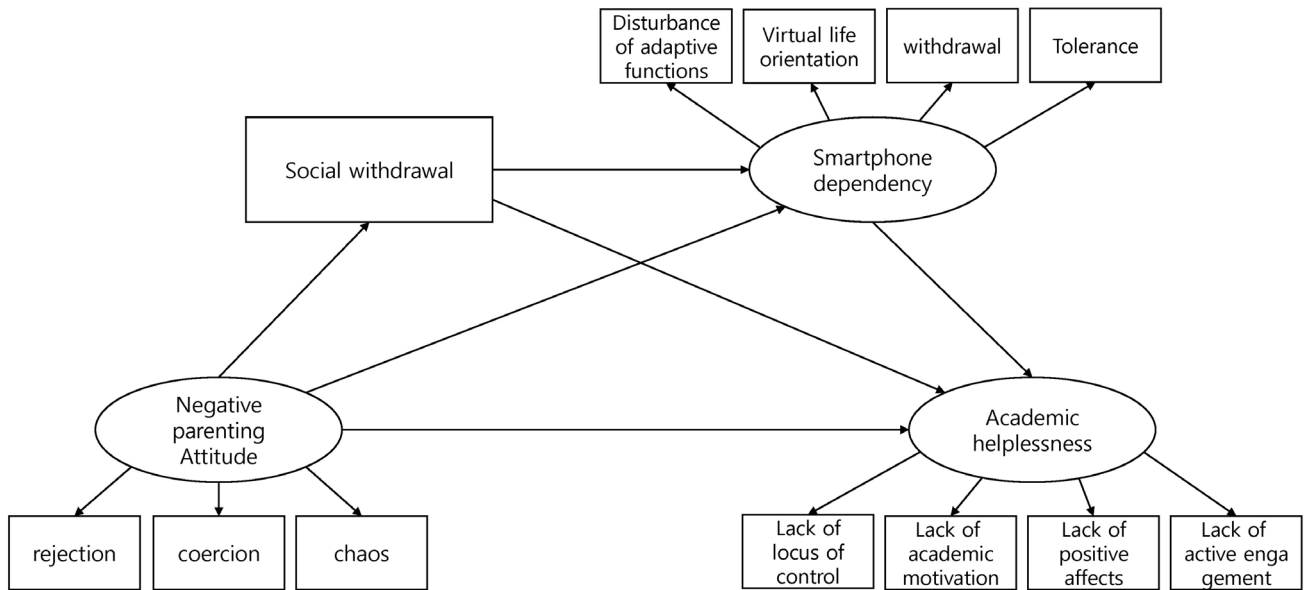 Disturbance
of adaptive
functions
Virtual life
orientation
withdrawal
Tolerance
Social withdrawal
Smartphone
dependency
Negative
parenting
Attitude
Academic
helplessness
rejection
coercion
chaos
Lack of
locus of
control
Lack of
academic
motivation
Lack of
positive
affects
Lack of
active enga
gement